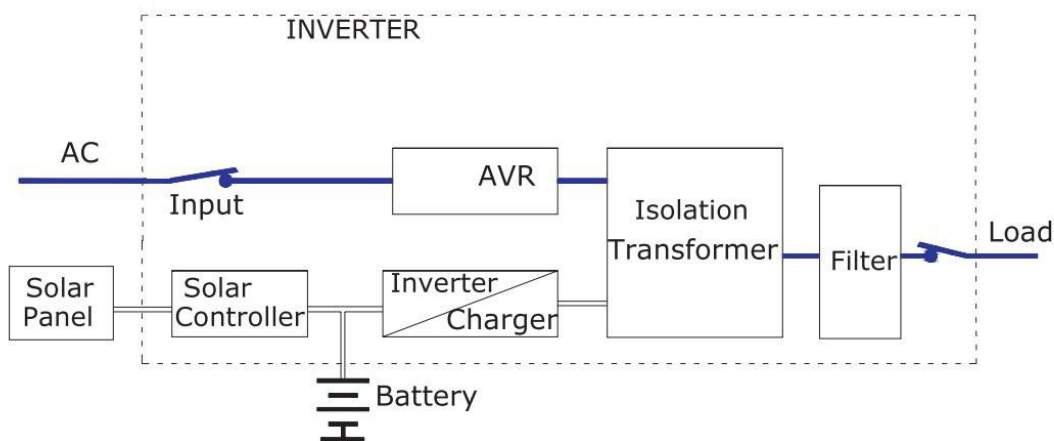 INVERTER
AC
Input
AVR
Isolation
Transformer
Filter
Load
Solar
Panel
Solar
Controller
Inverter
Charger
Battery